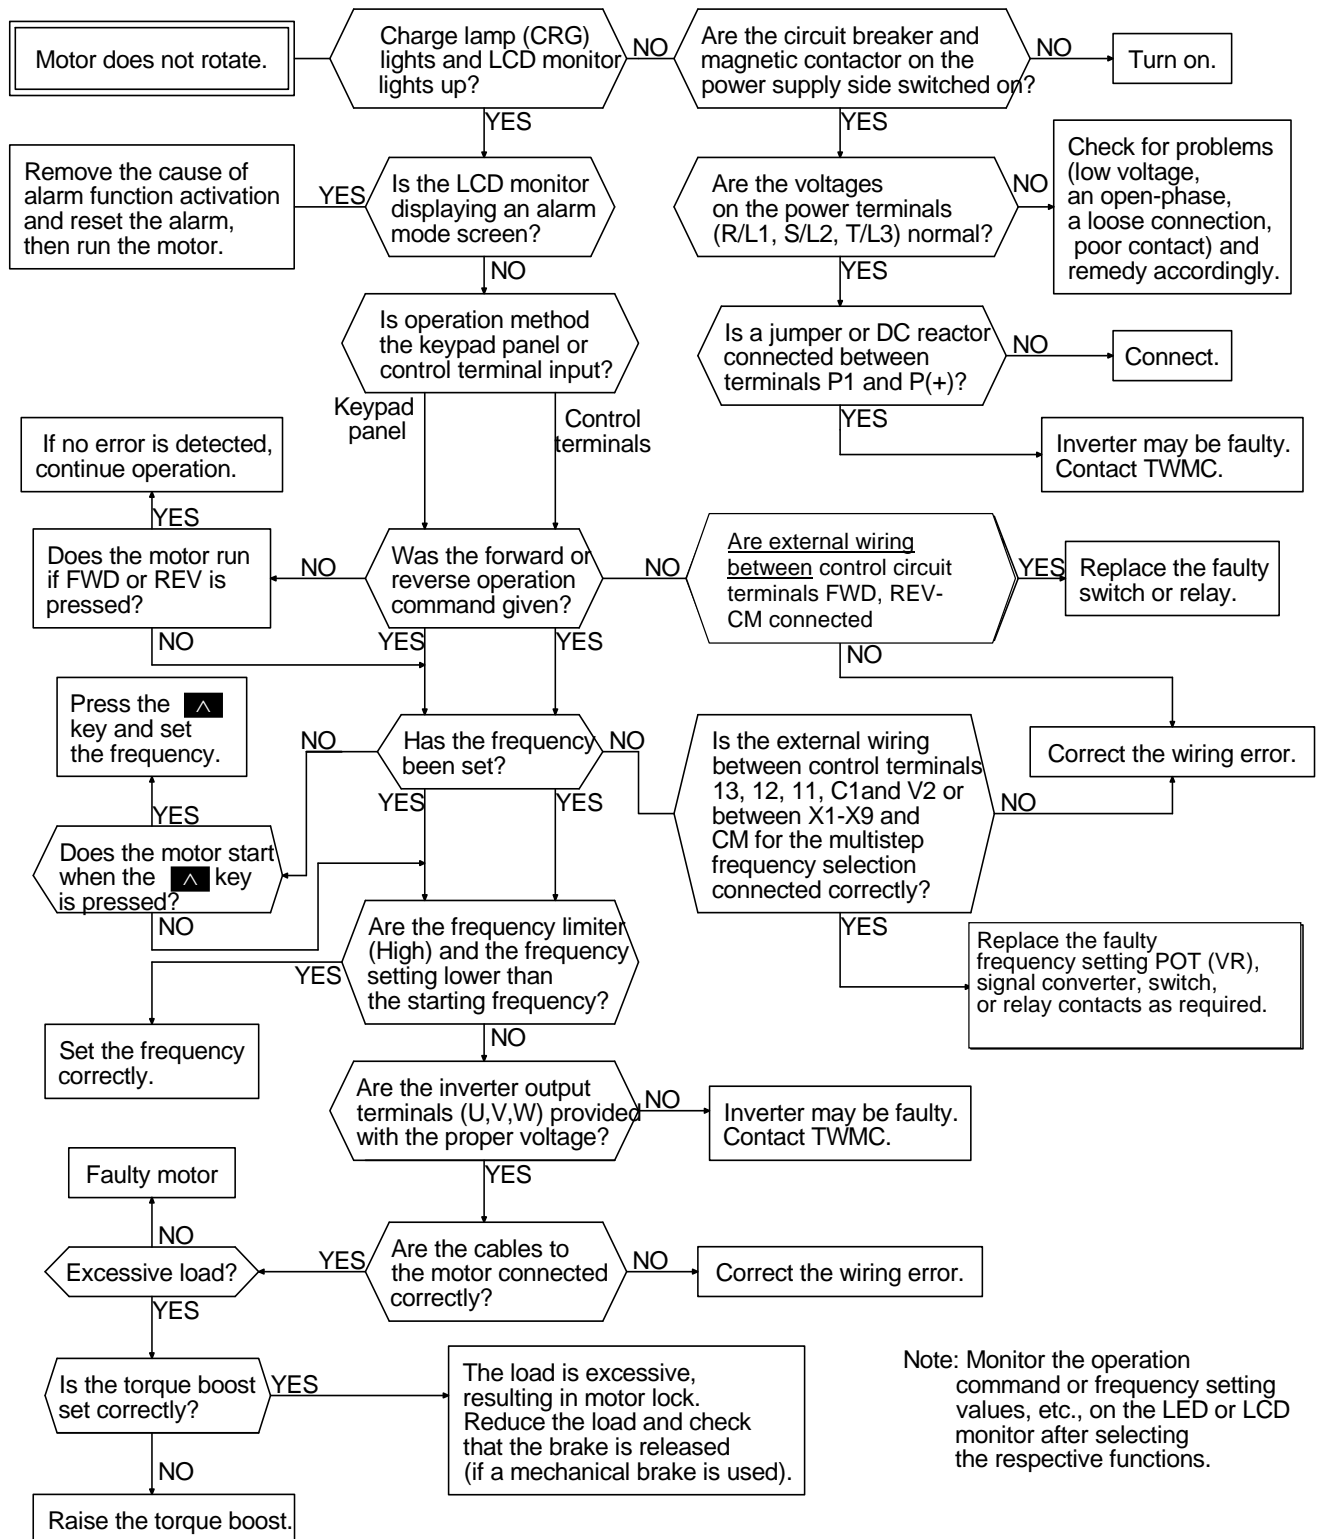 Motor does not rotate.
Charge lamp (CRG)
lights and LCD monitor
lights up?
NO
Are the circuit breaker and
magnetic contactor on the
power supply side switched on?
NO
Turn on.
YES
YES
Remove the cause of
alarm function activation
and reset the alarm,
then run the motor.
YES
Is the LCD monitor
displaying an alarm
mode screen?
Are the voltages
on the power terminals
(R/L1, S/L2, T/L3) normal?
NO
Check for problems
(low voltage,
an open-phase,
a loose connection,
poor contact) and
remedy accordingly.
NO
YES
Is operation method
the keypad panel or
control terminal input?
Is a jumper or DC reactor
connected between
terminals P1 and P(+)?
NO
Connect.
Keypad
panel
Control
terminals
YES
Inverter may be faulty.
Contact TWMC.
If no error is detected,
continue operation.
YES
Does the motor run
if FWD or REV is
pressed?
NO
Was the forward or
reverse operation
command given?
NO
Are external wiring
between control circuit
terminals FWD, REV-
CM connected
YES
Replace the faulty
switch or relay.
NO
YES
YES
NO
Press the ∧
key and set
the frequency.
NO
Has the frequency
been set?
NO
Is the external wiring
between control terminals
13, 12, 11, C1and V2 or
between X1-X9 and
CM for the multistep
frequency selection
connected correctly?
NO
Correct the wiring error.
YES
YES
YES
Does the motor start
when the ∧ key
is pressed?
NO
Are the frequency limiter
(High) and the frequency
setting lower than
the starting frequency?
YES
YES
Replace the faulty
frequency setting POT (VR),
signal converter, switch,
or relay contacts as required.
Set the frequency
correctly.
NO
Are the inverter output
terminals (U,V,W) provided
with the proper voltage?
NO
Inverter may be faulty.
Contact TWMC.
YES
Faulty motor
NO
Excessive load?
YES
Are the cables to
the motor connected
correctly?
NO
Correct the wiring error.
YES
Is the torque boost
set correctly?
YES
The load is excessive,
resulting in motor lock.
Reduce the load and check
that the brake is released
(if a mechanical brake is used).
Note: Monitor the operation
command or frequency setting
values, etc., on the LED or LCD
monitor after selecting
the respective functions.
NO
Raise the torque boost.